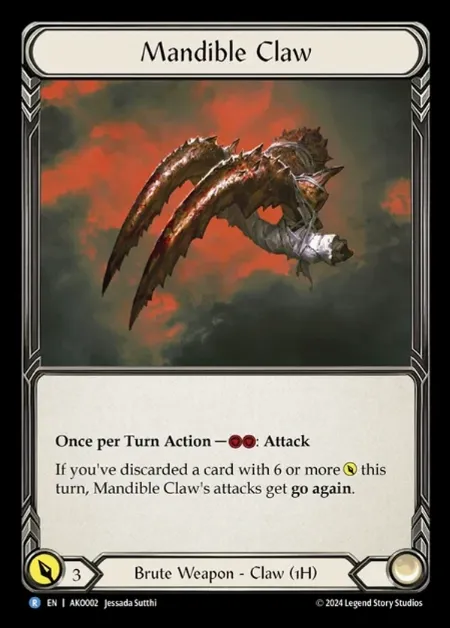 Mandible Claw
Once per Turn Action — : Attack
If you've discarded a card with 6 or more this
turn, Mandible Claw's attacks get go again.
3
Brute Weapon - Claw (1H)
R EN | AKO002 Jessada Sutthi
© 2024 Legend Story Studios